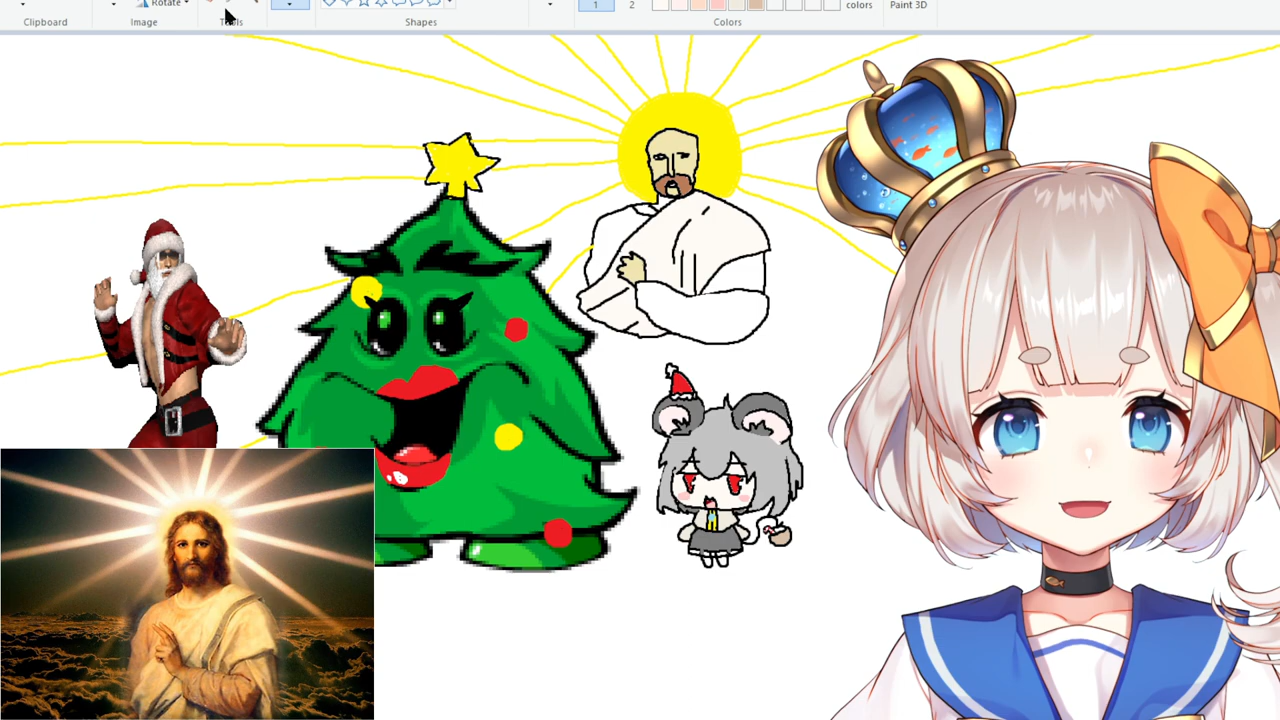 Rotate
1
2
colors
Paint 3D
Clipboard
Image
Tools
Shapes
Colors